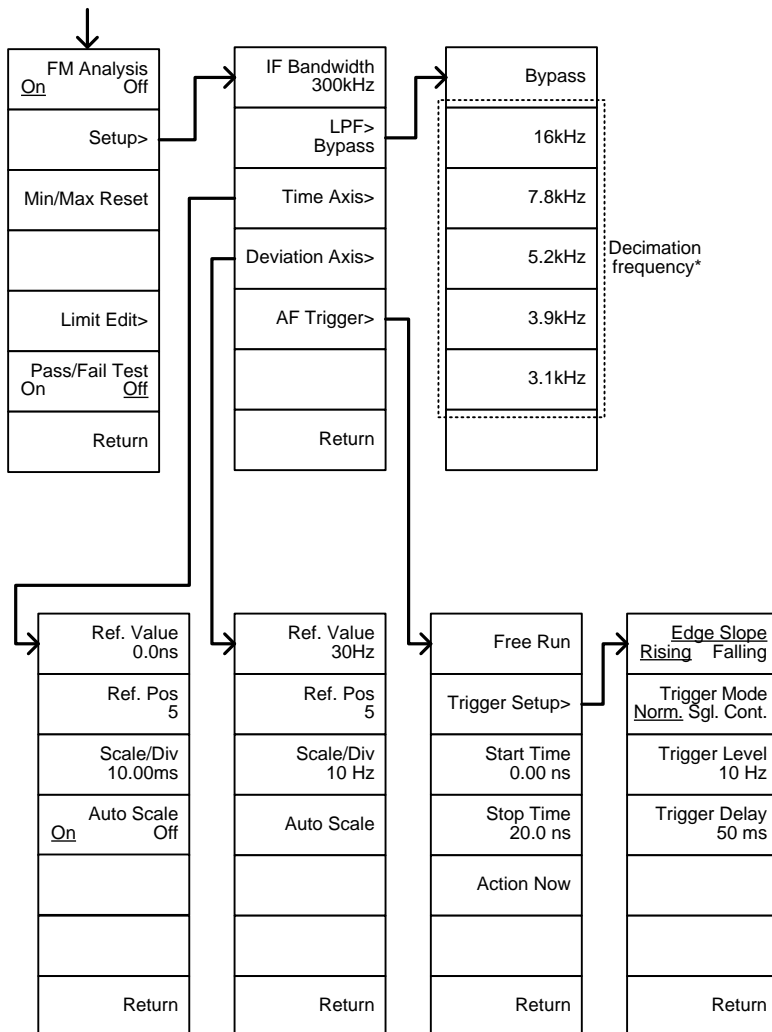 FM Analysis
On Off
Setup>
Min/Max Reset
Limit Edit>
Pass/Fail Test
On Off
Return
IF Bandwidth
300kHz
LPF>
Bypass
Time Axis>
Deviation Axis>
AF Trigger>
Return
Bypass
16kHz
7.8kHz
5.2kHz
3.9kHz
3.1kHz
Decimation
frequency*
Ref. Value
0.0ns
Ref. Pos
5
Scale/Div
10.00ms
Auto Scale
On Off
Return
Ref. Value
30Hz
Ref. Pos
5
Scale/Div
10 Hz
Auto Scale
Return
Free Run
Trigger Setup>
Start Time
0.00 ns
Stop Time
20.0 ns
Action Now
Return
Edge Slope
Rising Falling
Trigger Mode
Norm. Sgl. Cont.
Trigger Level
10 Hz
Trigger Delay
50 ms
Return